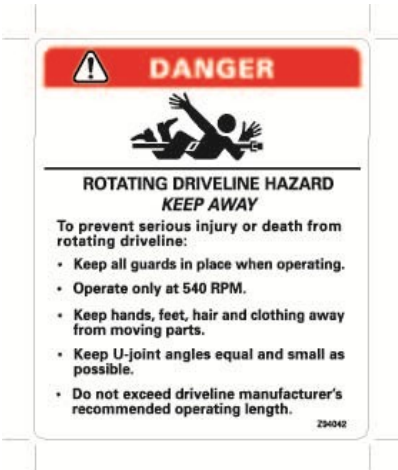 DANGER
ROTATING DRIVELINE HAZARD
KEEP AWAY
To prevent serious injury or death from
rotating driveline:
• Keep all guards in place when operating.
• Operate only at 540 RPM.
• Keep hands, feet, hair and clothing away
from moving parts.
• Keep U-joint angles equal and small as
possible.
• Do not exceed driveline manufacturer's
recommended operating length.
Z94042